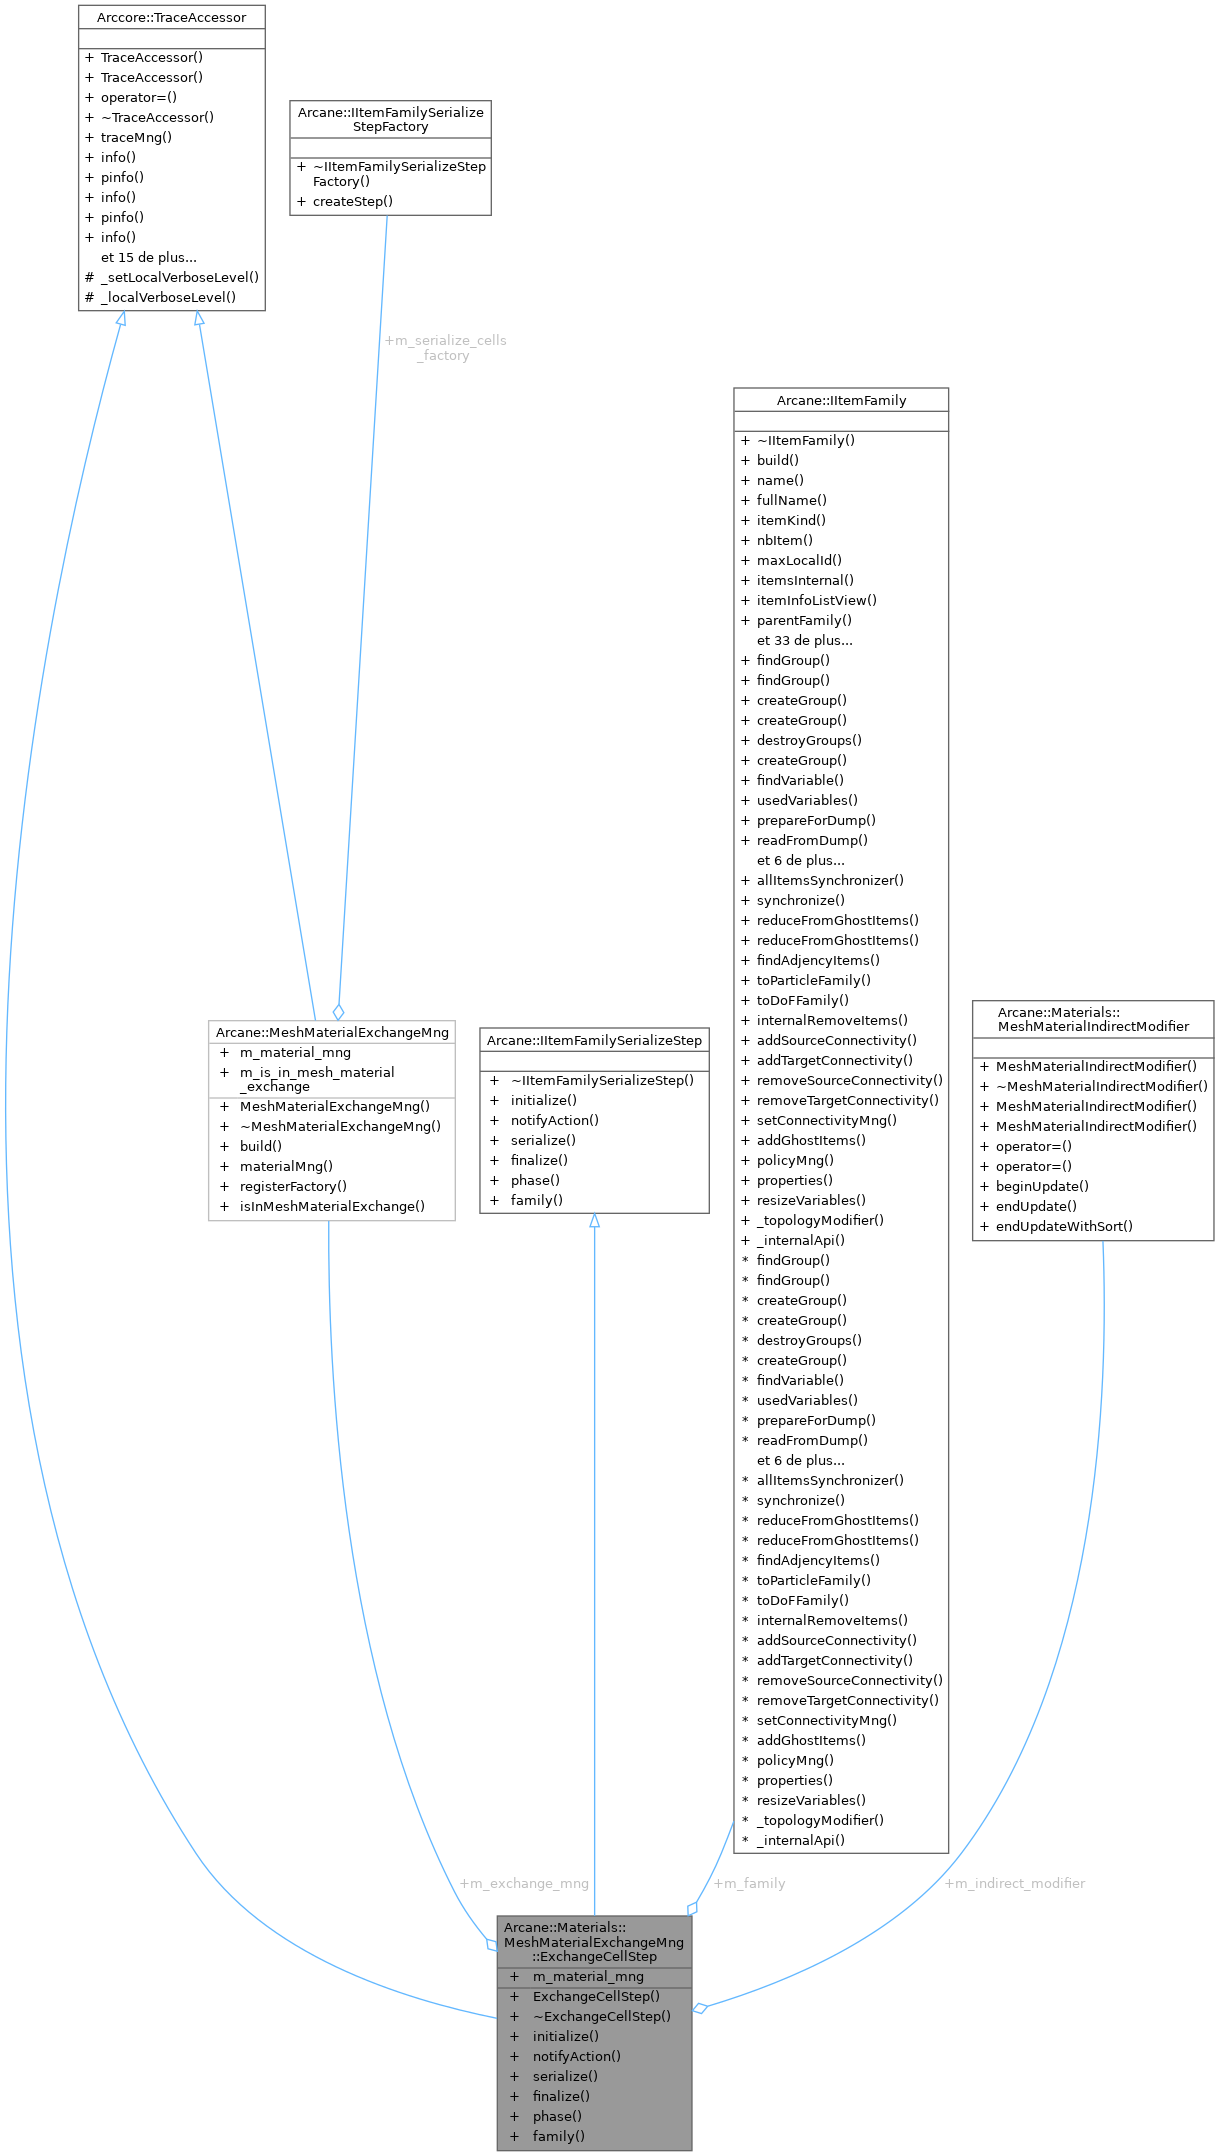 Arccore::TraceAccessor
+ TraceAccessor()
+ TraceAccessor()
+ operator=()
+ ~TraceAccessor()
+ traceMng()
+ info()
+ pinfo()
+ info()
+ pinfo()
+ info()
et 15 de plus...
# _setLocalVerboseLevel()
# _localVerboseLevel()
Arcane::IItemFamilySerialize
StepFactory
+ ~IItemFamilySerializeStep
Factory()
+ createStep()
+m_serialize_cells
_factory
Arcane::IItemFamily
+ ~IItemFamily()
+ build()
+ name()
+ fullName()
+ itemKind()
+ nbItem()
+ maxLocalId()
+ itemsInternal()
+ itemInfoListView()
+ parentFamily()
et 33 de plus...
+ findGroup()
+ findGroup()
+ createGroup()
+ createGroup()
+ destroyGroups()
+ createGroup()
+ findVariable()
+ usedVariables()
+ prepareForDump()
+ readFromDump()
et 6 de plus...
+ allItemsSynchronizer()
+ synchronize()
+ reduceFromGhostItems()
+ reduceFromGhostItems()
+ findAdjencyItems()
+ toParticleFamily()
+ toDoFFamily()
+ internalRemoveItems()
+ addSourceConnectivity()
+ addTargetConnectivity()
+ removeSourceConnectivity()
+ removeTargetConnectivity()
+ setConnectivityMng()
+ addGhostItems()
+ policyMng()
+ properties()
+ resizeVariables()
+ _topologyModifier()
+ _internalApi()
* findGroup()
* findGroup()
* createGroup()
* createGroup()
* destroyGroups()
* createGroup()
* findVariable()
* usedVariables()
* prepareForDump()
* readFromDump()
et 6 de plus...
* allItemsSynchronizer()
* synchronize()
* reduceFromGhostItems()
* reduceFromGhostItems()
* findAdjencyItems()
* toParticleFamily()
* toDoFFamily()
* internalRemoveItems()
* addSourceConnectivity()
* addTargetConnectivity()
* removeSourceConnectivity()
* removeTargetConnectivity()
* setConnectivityMng()
* addGhostItems()
* policyMng()
* properties()
* resizeVariables()
* _topologyModifier()
* _internalApi()
Arcane::MeshMaterialExchangeMng
+ m_material_mng
+ m_is_in_mesh_material
_exchange
+ MeshMaterialExchangeMng()
+ ~MeshMaterialExchangeMng()
+ build()
+ materialMng()
+ registerFactory()
+ isInMeshMaterialExchange()
Arcane::IItemFamilySerializeStep
+ ~IItemFamilySerializeStep()
+ initialize()
+ notifyAction()
+ serialize()
+ finalize()
+ phase()
+ family()
Arcane::Materials::
MeshMaterialIndirectModifier
+ MeshMaterialIndirectModifier()
+ ~MeshMaterialIndirectModifier()
+ MeshMaterialIndirectModifier()
+ MeshMaterialIndirectModifier()
+ operator=()
+ operator=()
+ beginUpdate()
+ endUpdate()
+ endUpdateWithSort()
+m_exchange_mng
+m_family
+m_indirect_modifier
Arcane::Materials::
MeshMaterialExchangeMng
::ExchangeCellStep
+ m_material_mng
+ ExchangeCellStep()
+ ~ExchangeCellStep()
+ initialize()
+ notifyAction()
+ serialize()
+ finalize()
+ phase()
+ family()